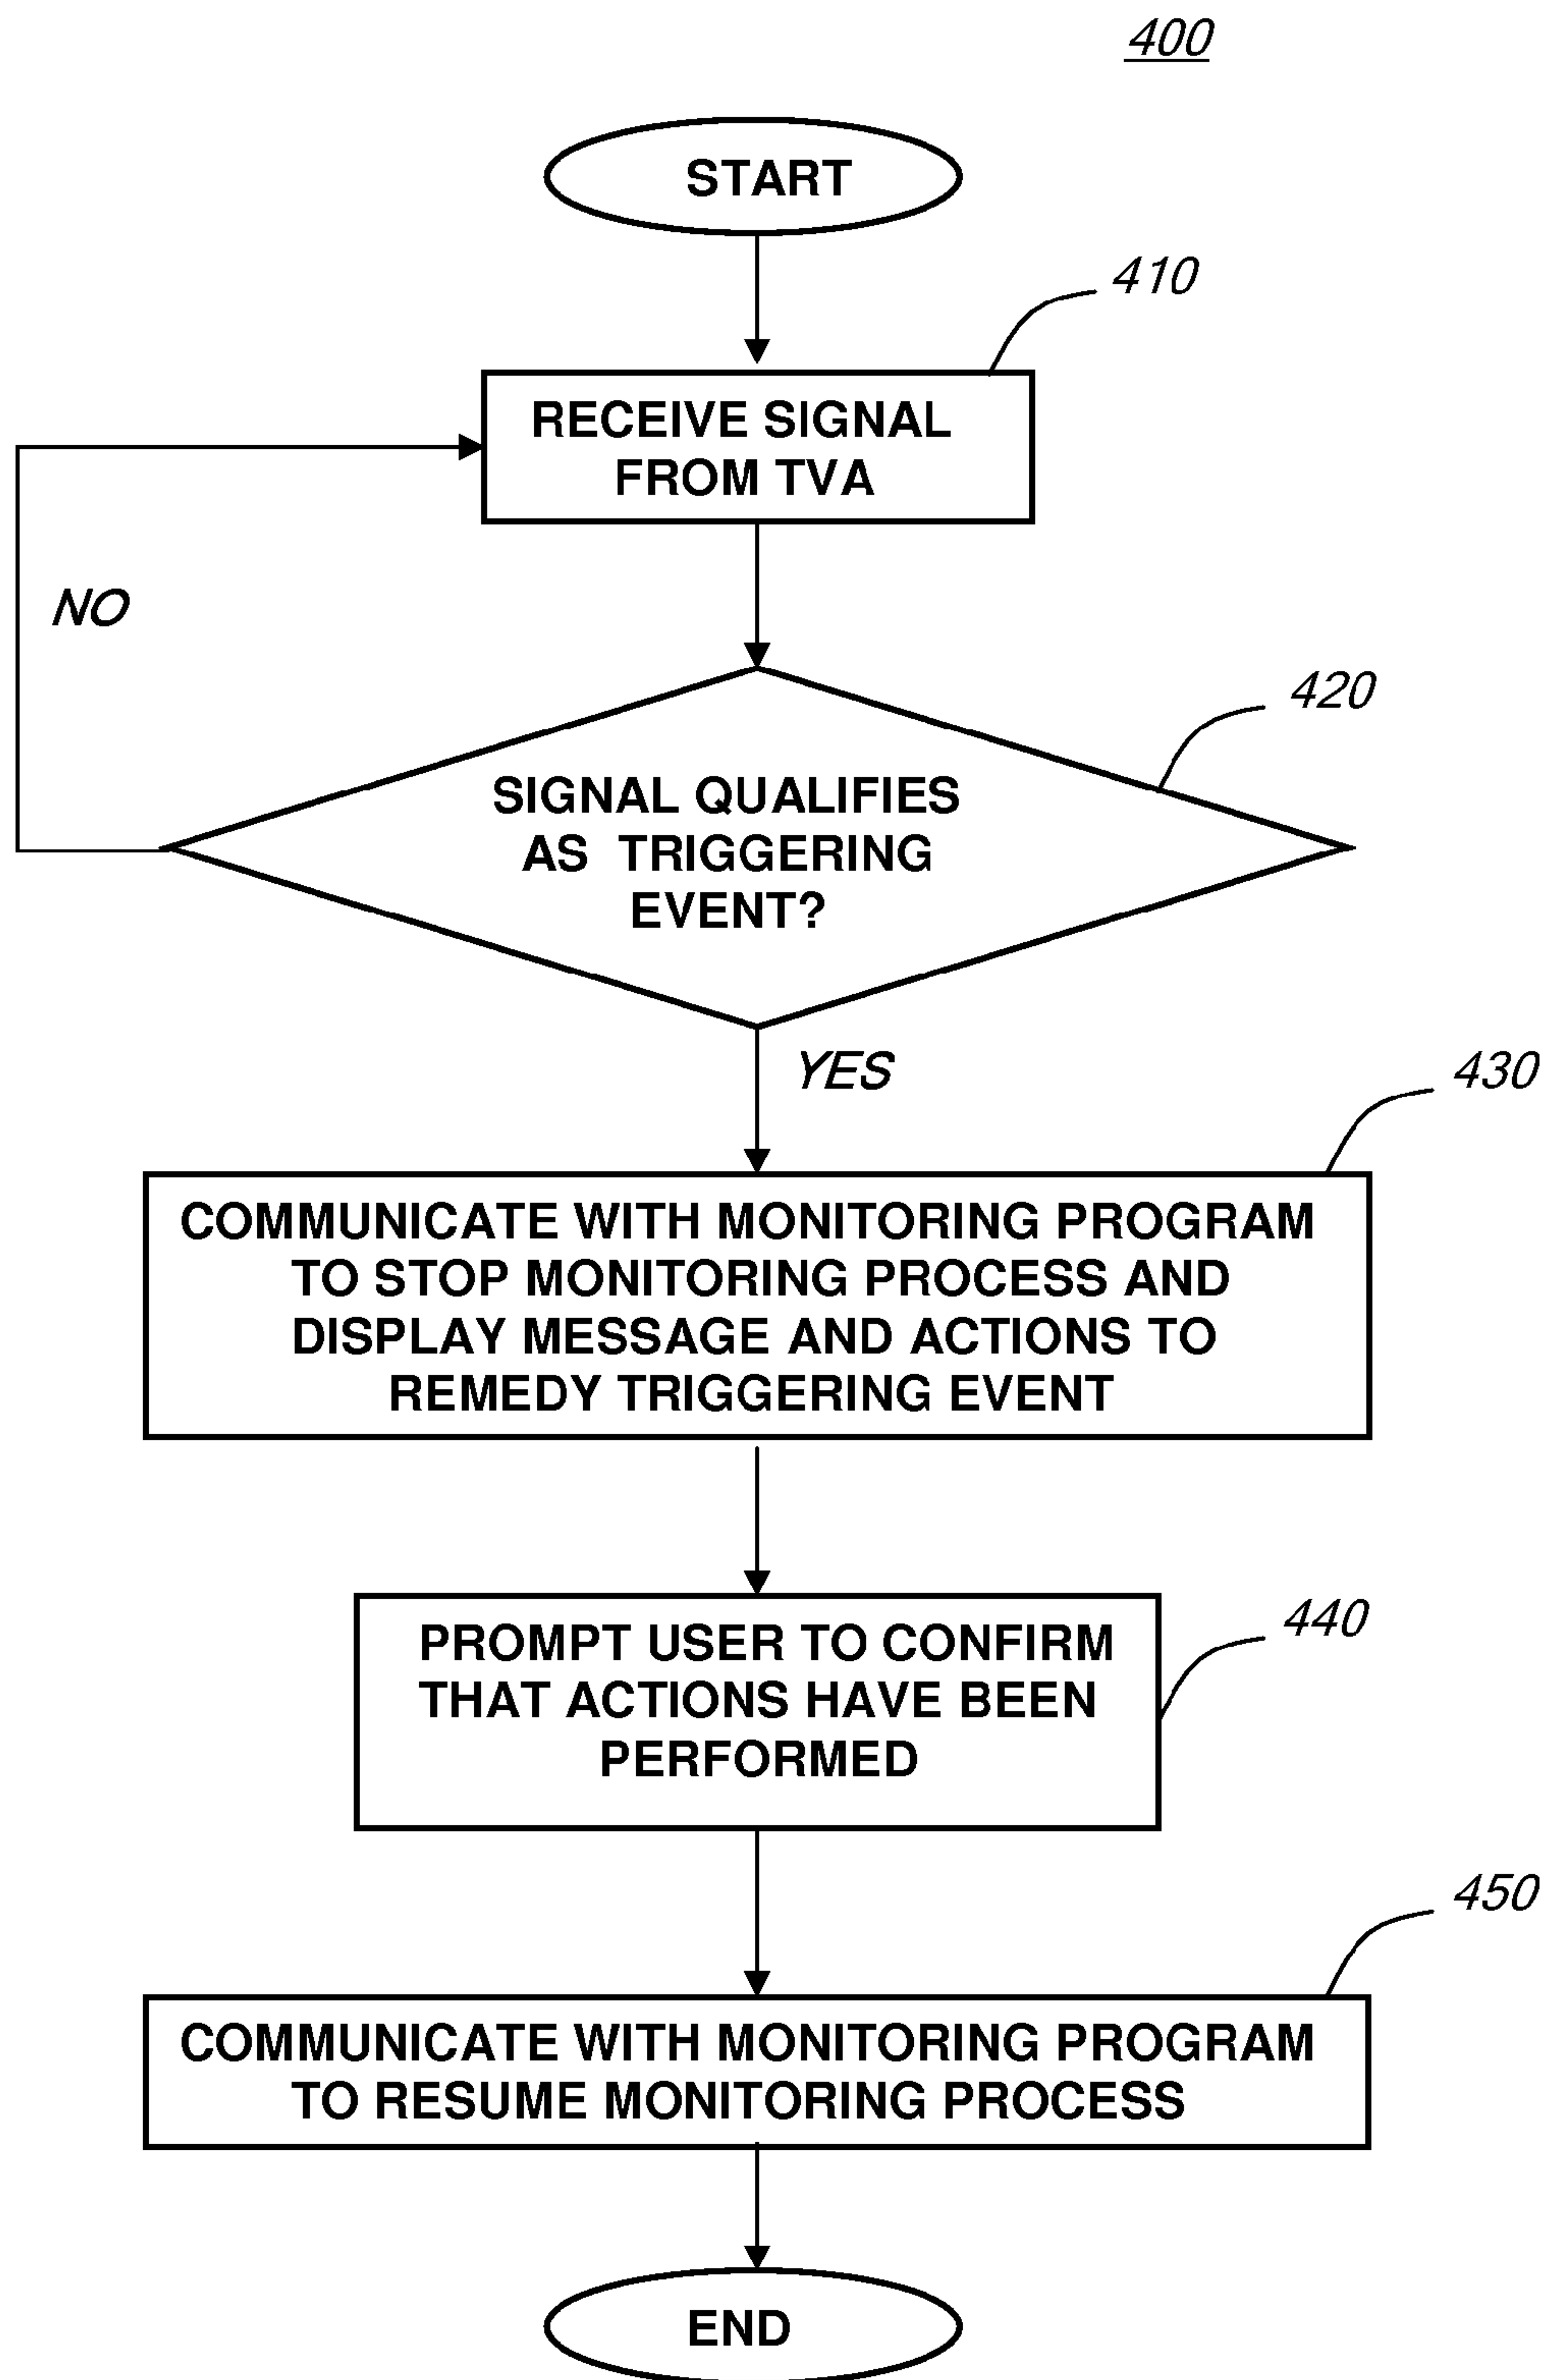 400
START
410
RECEIVE SIGNAL
FROM TVA
NO
420
SIGNAL QUALIFIES
AS TRIGGERING
EVENT?
YES
430
COMMUNICATE WITH MONITORING PROGRAM
TO STOP MONITORING PROCESS AND
DISPLAY MESSAGE AND ACTIONS TO
REMEDY TRIGGERING EVENT
440
PROMPT USER TO CONFIRM
THAT ACTIONS HAVE BEEN
PERFORMED
450
COMMUNICATE WITH MONITORING PROGRAM
TO RESUME MONITORING PROCESS
END